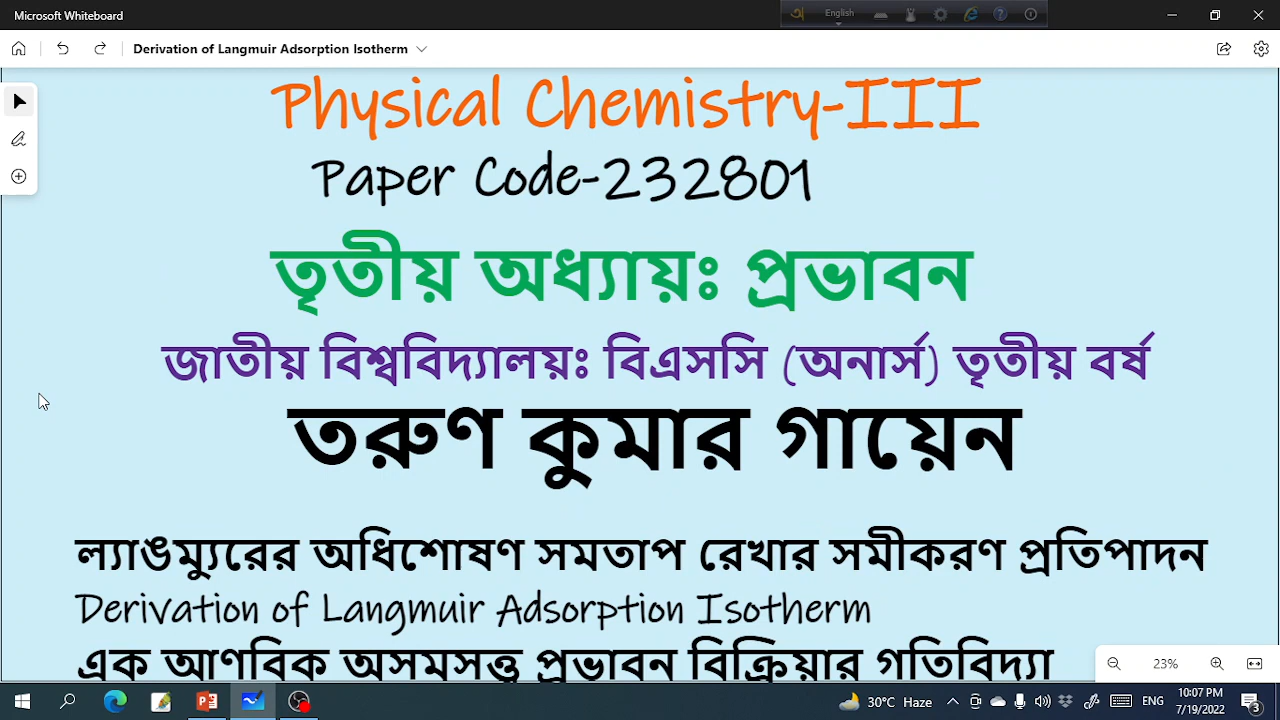 Microsoft Whiteboard
English
Derivation of Langmuir Adsorption Isotherm
Physical Chemistry-III
Paper Code-232801
তৃতীয় অধ্যায়ঃ প্রভাবন
জাতীয় বিশ্ববিদ্যালয়ঃ বিএসসি (অনার্স) তৃতীয় বর্ষ
তরুণ কুমার গায়েন
ল্যাঙম্যুরের অধিশোষণ সমতাপ রেখার সমীকরণ প্রতিপাদন
Derivation of Langmuir Adsorption Isotherm
এক আণবিক অসমসত্ত্ব প্রভাবন বিক্রিয়ার গতিবিদ্যা
23%
30°C Haze
ENG
10:07 PM
7/19/2022
3